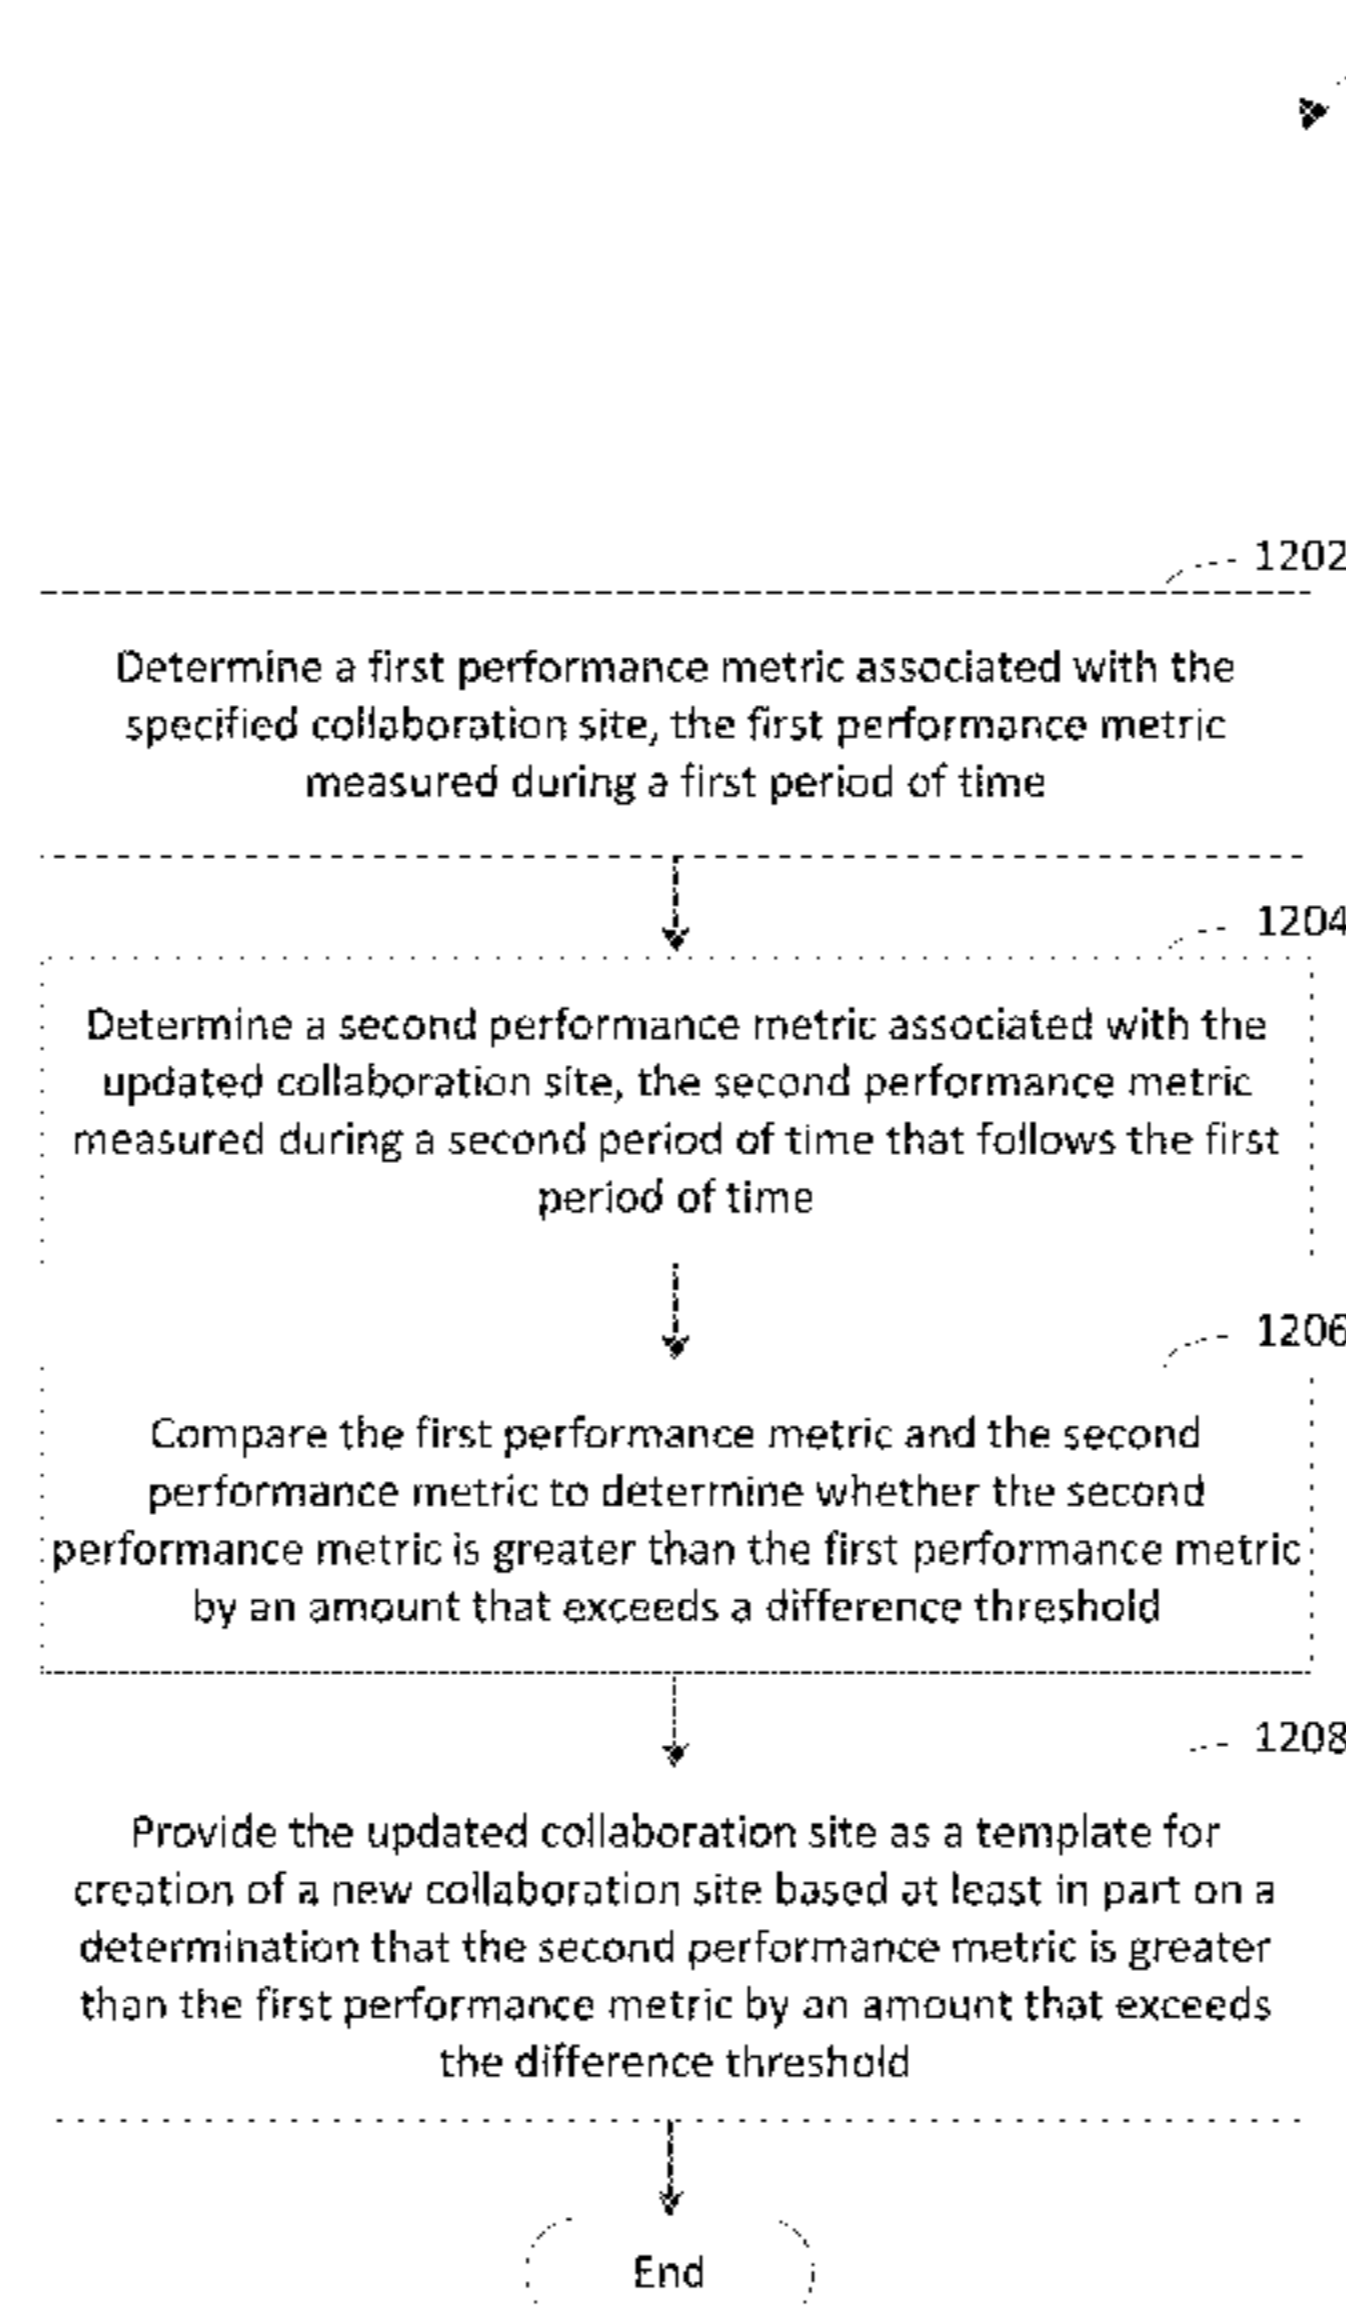 1202
Determine a first performance metric associated with the
specified collaboration site, the first performance metric
measured during a first period of time
1204
Determine a second performance metric associated with the
updated collaboration site, the second performance metric
measured during a second period of time that follows the first
period of time
1206
Compare the first performance metric and the second
performance metric to determine whether the second
performance metric is greater than the first performance metric
by an amount that exceeds a difference threshold
1208
Provide the updated collaboration site as a template for
creation of a new collaboration site based at least in part on a
determination that the second performance metric is greater
than the first performance metric by an amount that exceeds
the difference threshold
End